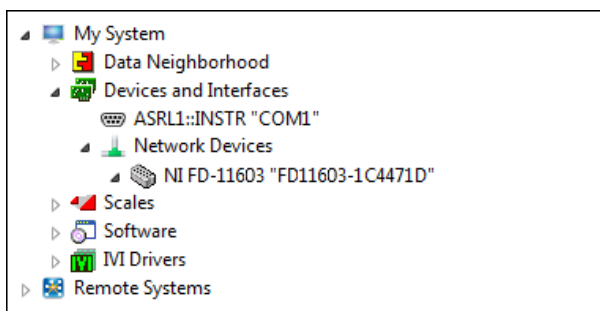 My System
Data Neighborhood
Devices and Interfaces
ASRL1::INSTR "COM1"
Network Devices
NI FD-11603 "FD11603-1C4471D"
Scales
Software
IVI Drivers
Remote Systems